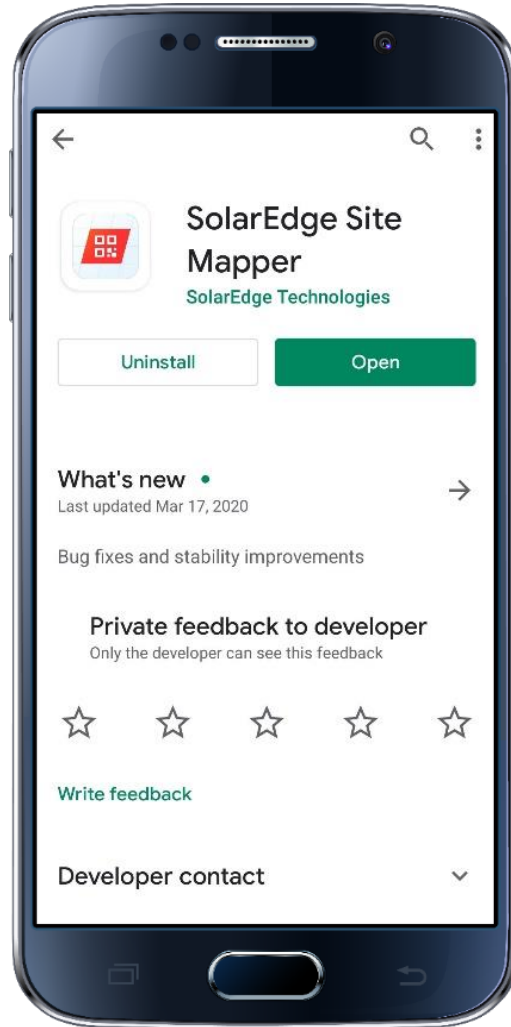 SolarEdge Site
Mapper
SolarEdge Technologies
Uninstall
Open
What's new
Last updated Mar 17, 2020
Bug fixes and stability improvements
Private feedback to developer
Only the developer can see this feedback
Write feedback
Developer contact